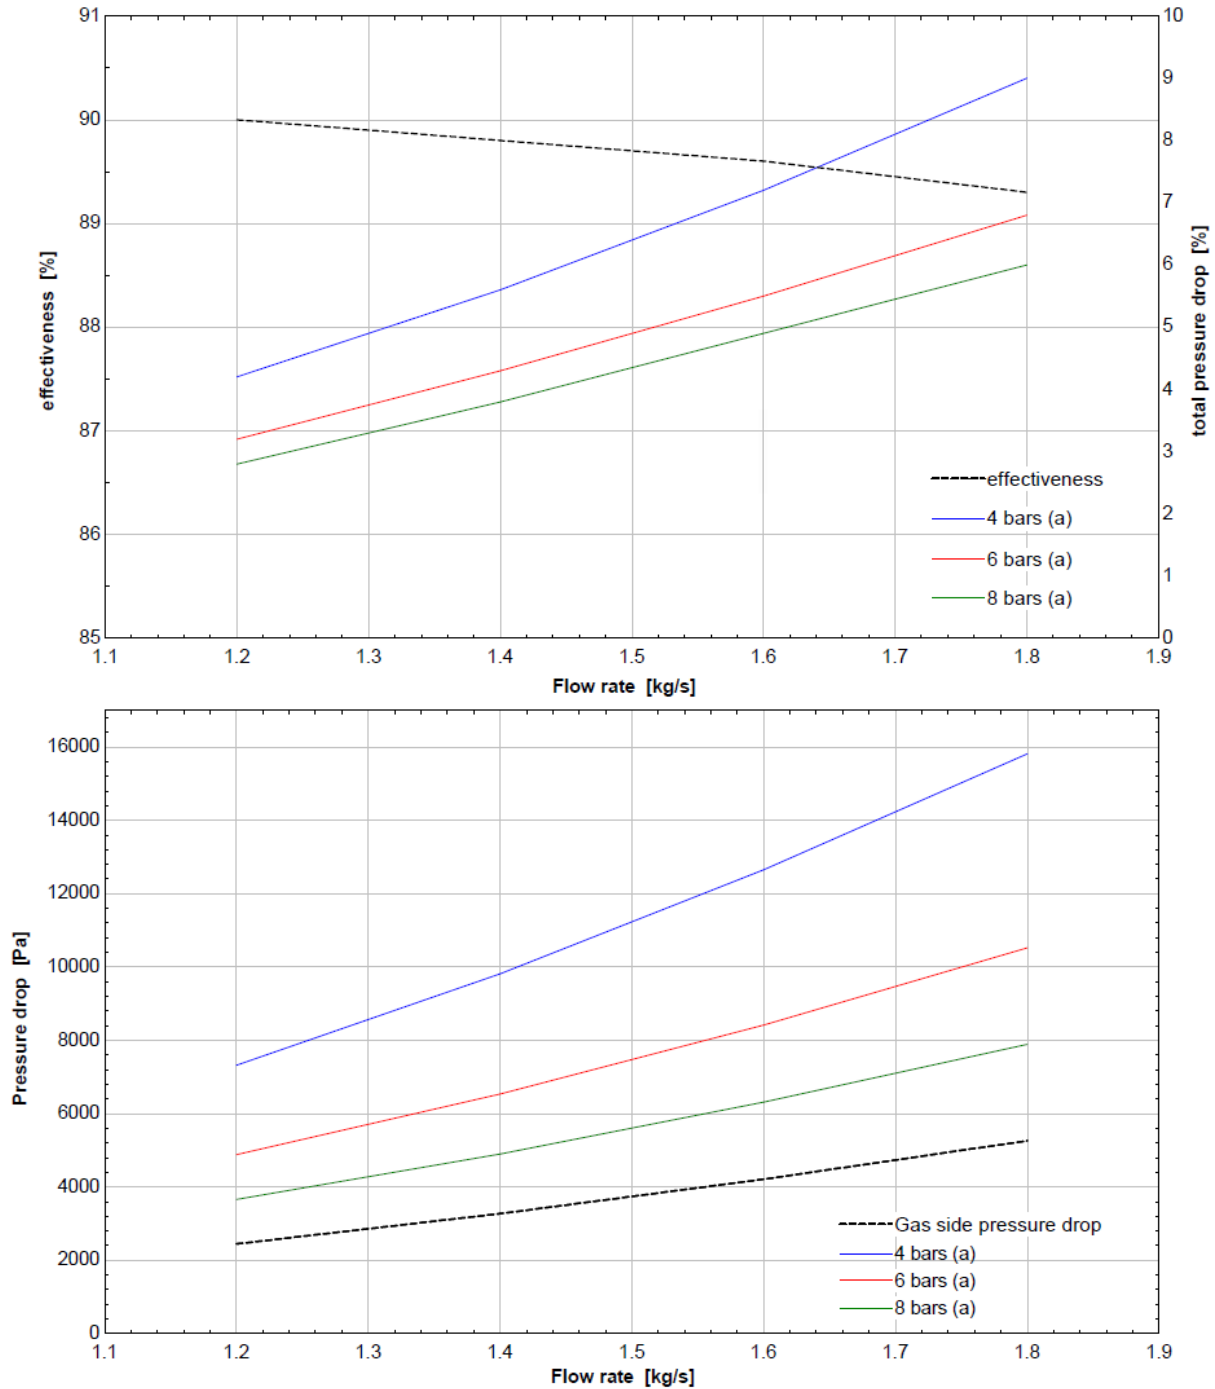 91
90
89
88
87
86
85
effectiveness [%]
10
9
8
7
6
5
4
3
2
1
0
total pressure drop [%]
effectiveness
4 bars (a)
6 bars (a)
8 bars (a)
1.1 1.2 1.3 1.4 1.5 1.6 1.7 1.8 1.9
Flow rate [kg/s]
16000
14000
12000
10000
8000
6000
4000
2000
0
Pressure drop [Pa]
Gas side pressure drop
4 bars (a)
6 bars (a)
8 bars (a)
1.1 1.2 1.3 1.4 1.5 1.6 1.7 1.8 1.9
Flow rate [kg/s]